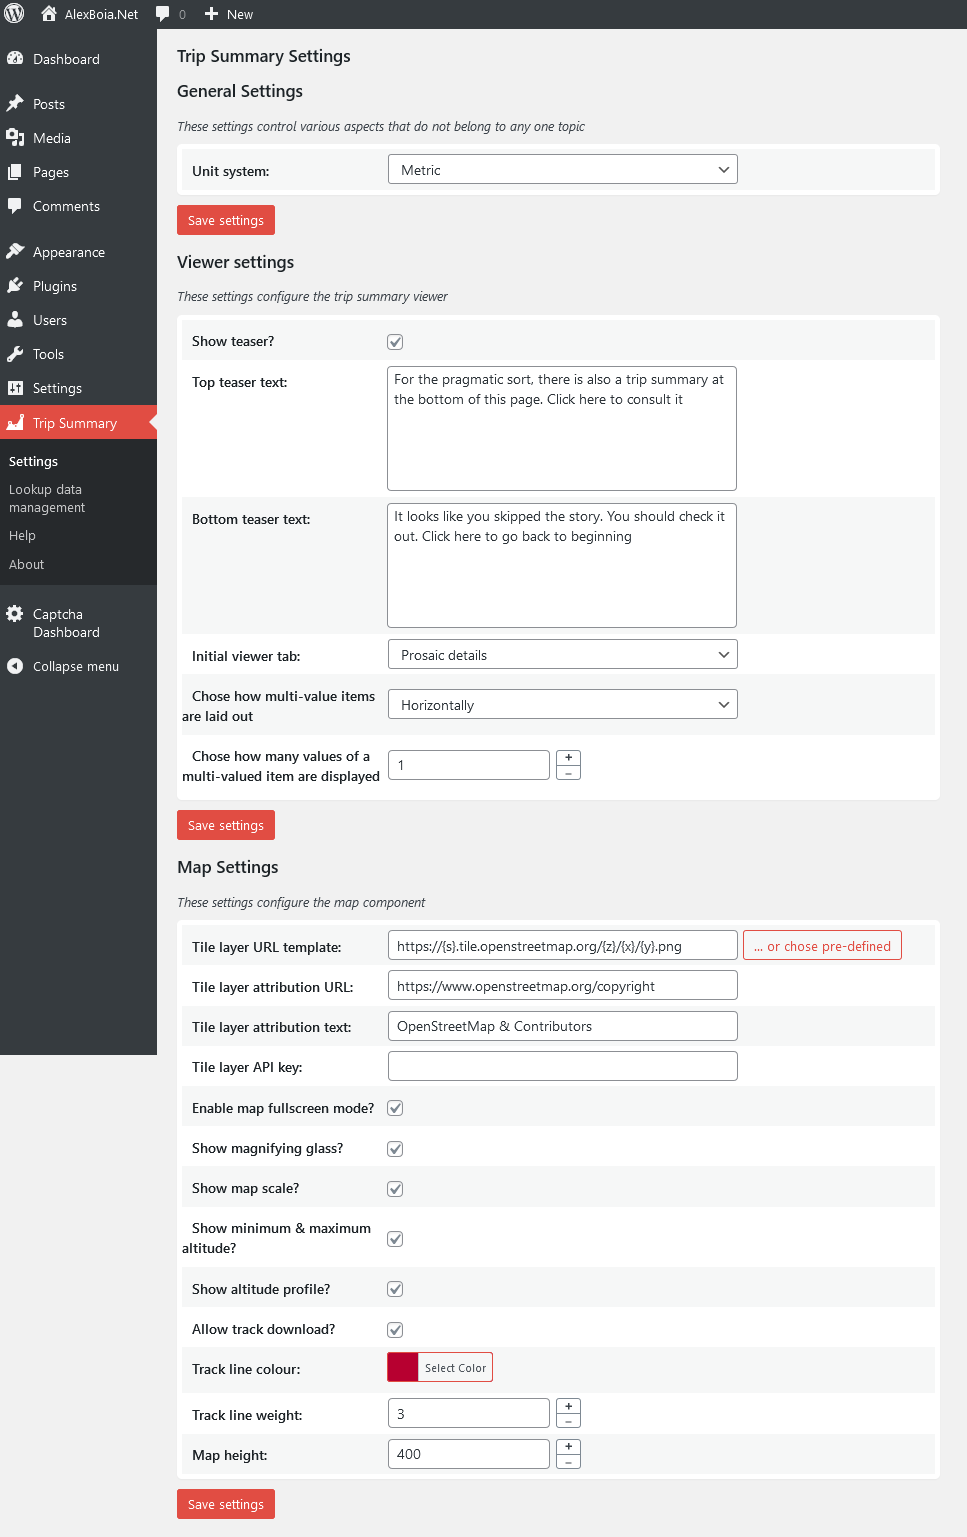 AlexBoia.Net 0 New
Dashboard
Posts
Media
Pages
Comments
Appearance
Plugins
Users
Tools
Settings
Trip Summary
Settings
Lookup data
management
Help
About
Captcha
Dashboard
Collapse menu
Trip Summary Settings
General Settings
These settings control various aspects that do not belong to any one topic
Unit system: Metric
Save settings
Viewer settings
These settings configure the trip summary viewer
Show teaser?
Top teaser text:
For the pragmatic sort, there is also a trip summary at
the bottom of this page. Click here to consult it
Bottom teaser text:
It looks like you skipped the story. You should check it
out. Click here to go back to beginning
Initial viewer tab: Prosaic details
Chose how multi-value items
are laid out
Horizontally
Chose how many values of a
multi-valued item are displayed
1 + −
Save settings
Map Settings
These settings configure the map component
Tile layer URL template: https://{s}.tile.openstreetmap.org/{z}/{x}/{y}.png ... or chose pre-defined
Tile layer attribution URL: https://www.openstreetmap.org/copyright
Tile layer attribution text: OpenStreetMap & Contributors
Tile layer API key:
Enable map fullscreen mode?
Show magnifying glass?
Show map scale?
Show minimum & maximum
altitude?
Show altitude profile?
Allow track download?
Track line colour: Select Color
Track line weight: 3 + −
Map height: 400 + −
Save settings